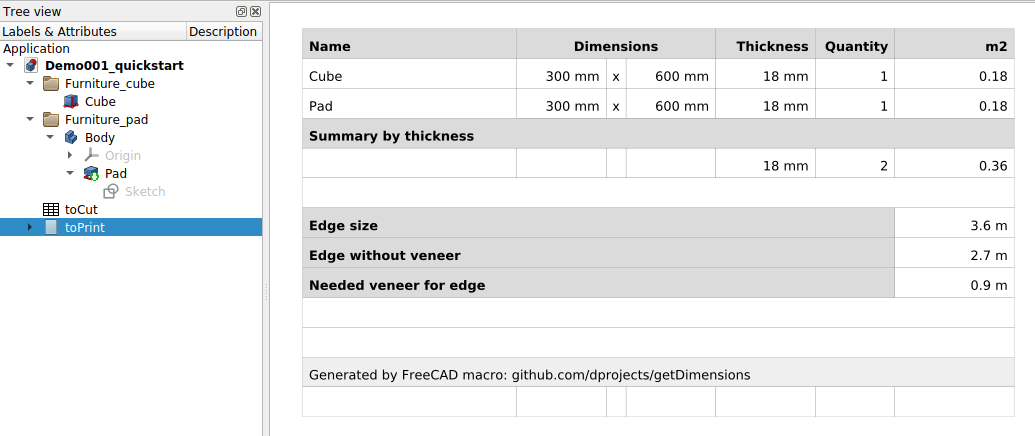 Tree view
Labels & Attributes Description
Application
Demo001_quickstart
Furniture_cube
Cube
Furniture_pad
Body
Origin
Pad
Sketch
toCut
toPrint
Name Dimensions Thickness Quantity m2
Cube 300 mm x 600 mm 18 mm 1 0.18
Pad 300 mm x 600 mm 18 mm 1 0.18
Summary by thickness
18 mm 2 0.36
Edge size 3.6 m
Edge without veneer 2.7 m
Needed veneer for edge 0.9 m
Generated by FreeCAD macro: github.com/dprojects/getDimensions